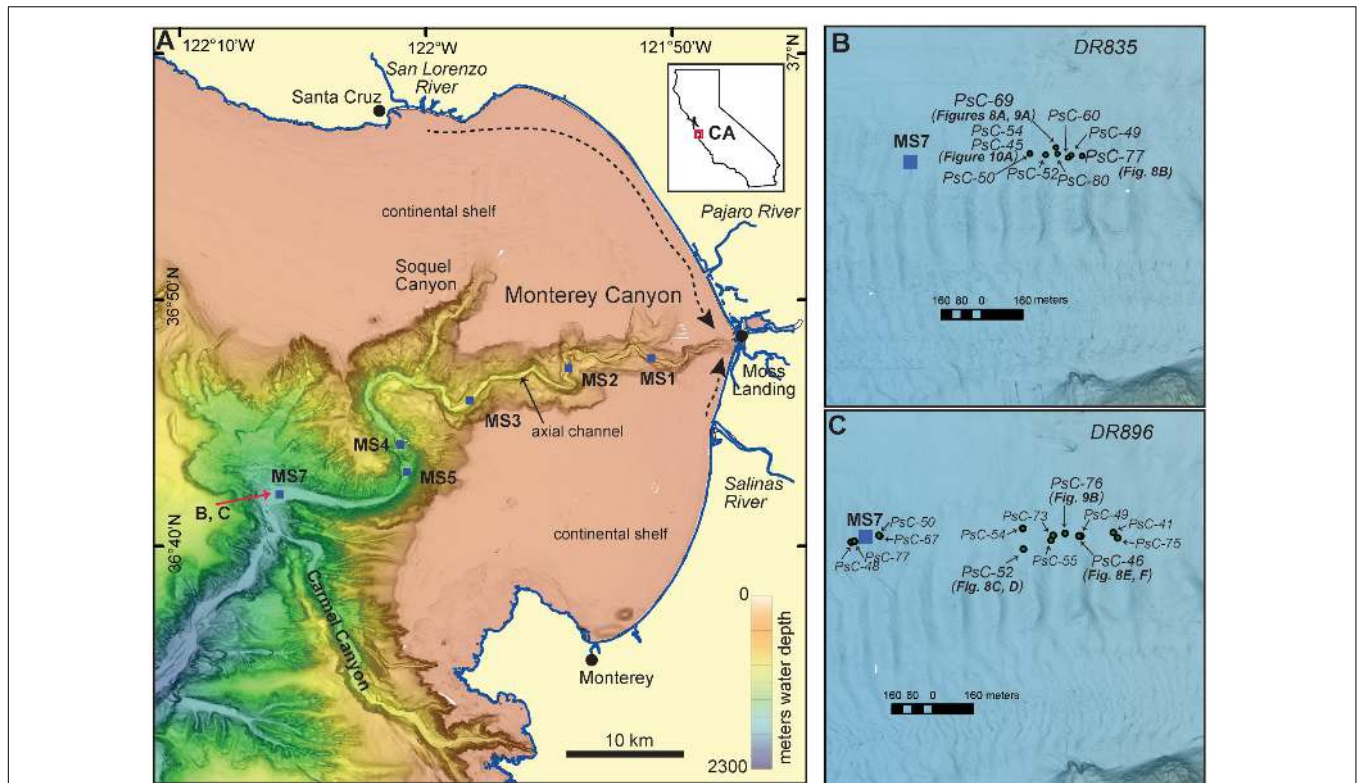 A
122°10'W
122°W
121°50'W
37°N
San Lorenzo
River
Santa Cruz
CA
continental shelf
Pajaro River
Soquel
Canyon
36°50'N
Monterey Canyon
MS2
MS1
Moss
Landing
MS3
axial channel
MS4
MS5
MS7
B, C
Salinas
River
continental shelf
36°40'N
Carmel Canyon
Monterey
0
meters water depth
2300
10 km
B
DR835
PsC-69
(Figures 8A, 9A)
PsC-60
PsC-54
PsC-49
PsC-45
MS7
(Figure 10A)
PsC-77
(Fig. 8B)
PsC-50
PsC-52
PsC-80
160 80 0 160 meters
C
DR896
PsC-76
(Fig. 9B)
MS7
PsC-50
PsC-73
PsC-49
PsC-41
PsC-54
PsC-57
PsC-75
PsC-77
PsC-48
PsC-55
PsC-46
(Fig. 8E, F)
PsC-52
(Fig. 8C, D)
160 80 0 160 meters